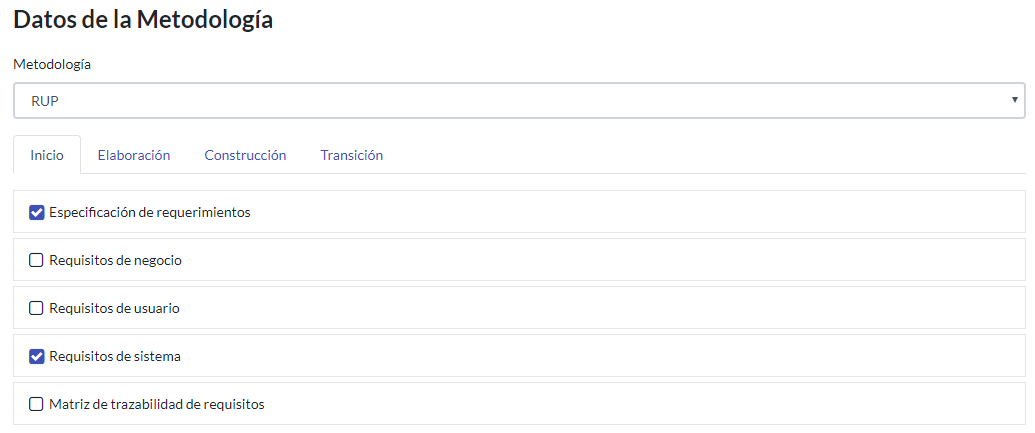 Datos de la Metodología
Metodología
RUP
Inicio Elaboración Construcción Transición
Especificación de requerimientos
Requisitos de negocio
Requisitos de usuario
Requisitos de sistema
Matriz de trazabilidad de requisitos